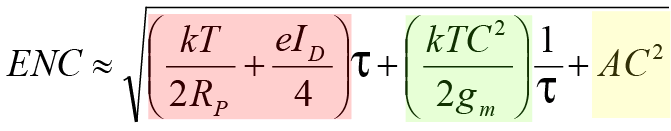 ENC ≈ √((kT/2R_P + eI_D/4)τ + (kTC²/2g_m)1/τ + AC²)